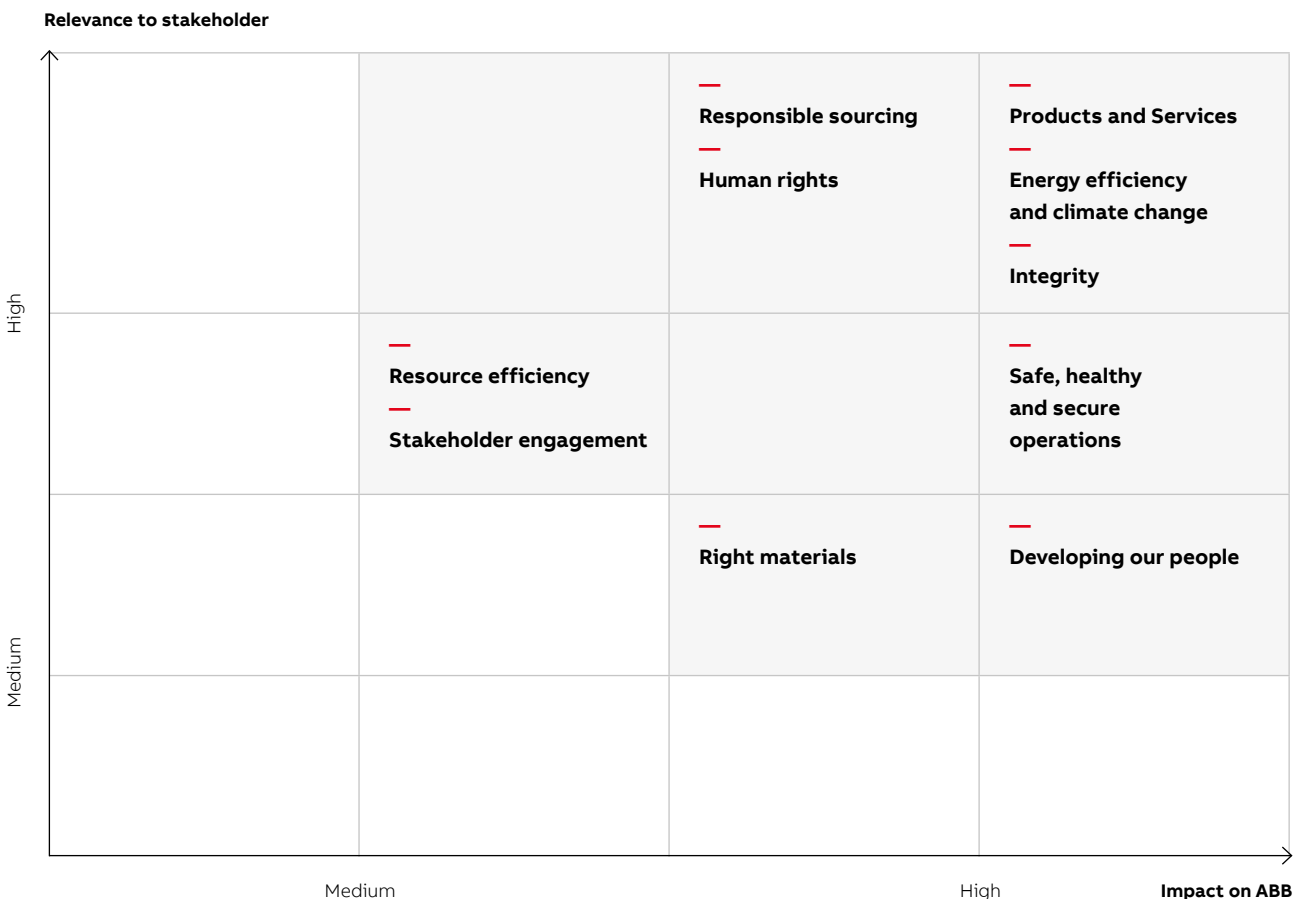 Relevance to stakeholder
Responsible sourcing
Human rights
Products and Services
Energy efficiency
and climate change
Integrity
High
Resource efficiency
Stakeholder engagement
Safe, healthy
and secure
operations
Right materials
Developing our people
Medium
Medium
High
Impact on ABB